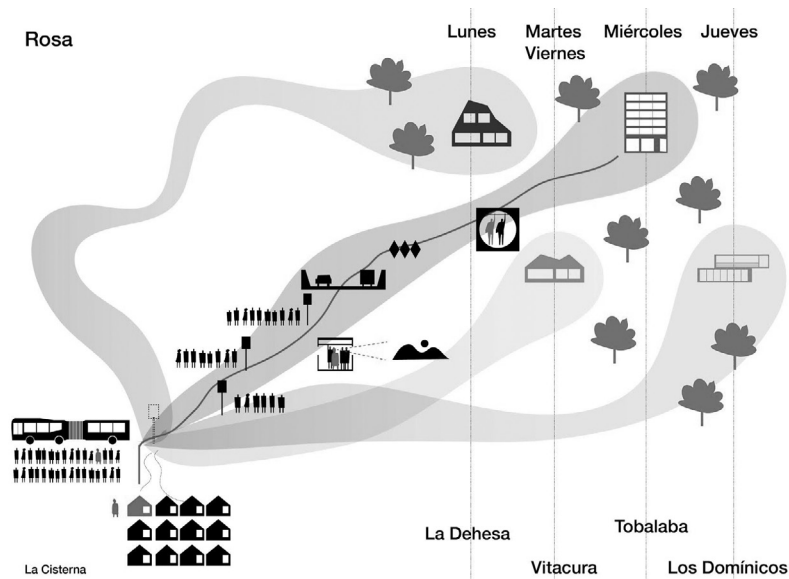 Rosa
Lunes
Martes
Viernes
Miércoles
Jueves
La Dehesa
Tobalaba
Vitacura
Los Domínicos
La Cisterna